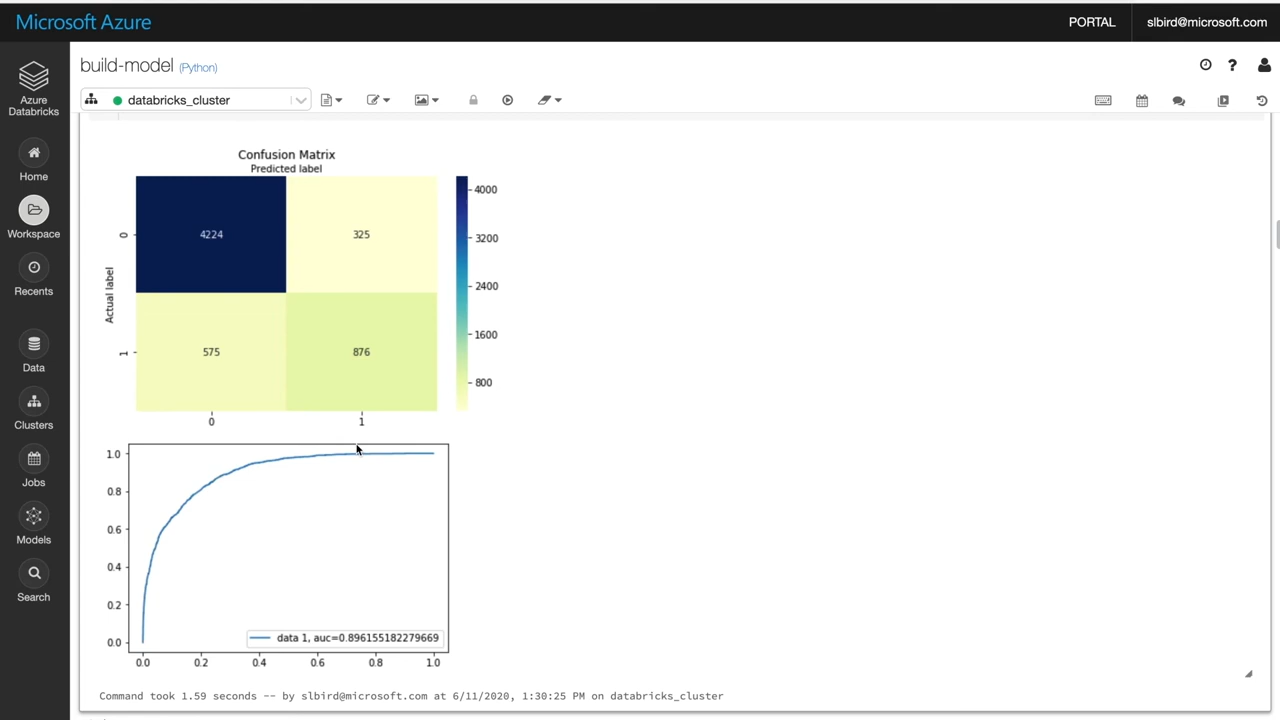 Microsoft Azure
PORTAL
slbird@microsoft.com
build-model (Python)
databricks_cluster
Azure
Databricks
Home
Workspace
Recents
Data
Clusters
Jobs
Models
Search
Confusion Matrix
Predicted label
Actual label
0
1
4224
325
575
876
0
1
4000
3200
2400
1600
800
1.0
0.8
0.6
0.4
0.2
0.0
data 1, auc=0.896155182279669
0.0
0.2
0.4
0.6
0.8
1.0
Command took 1.59 seconds -- by slbird@microsoft.com at 6/11/2020, 1:30:25 PM on databricks_cluster